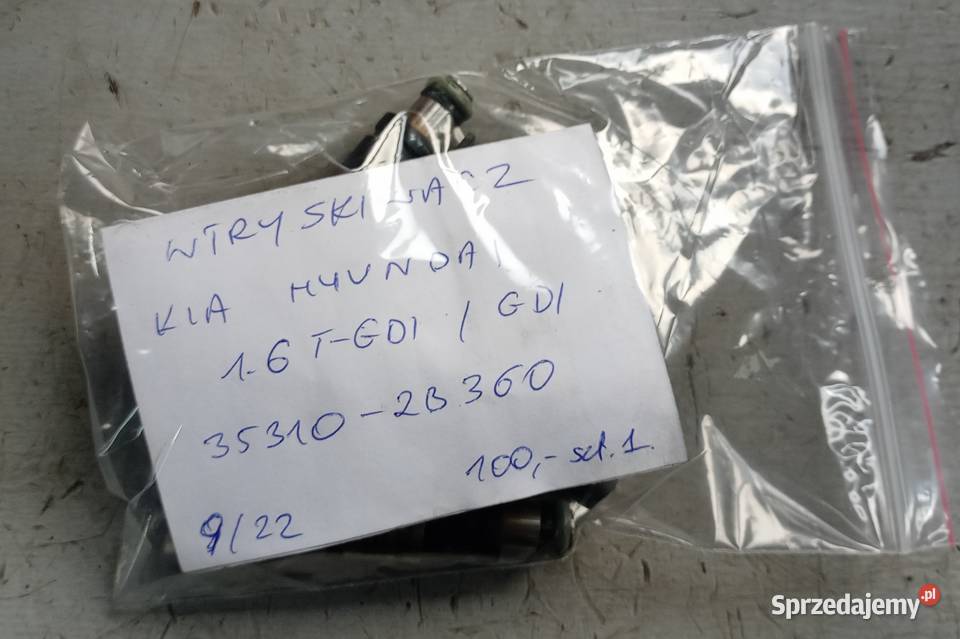 WTRYSKIWACZ
KIA HYUNDAI
1.6 T-GDI / GDI
35310-2B360
100,- szt. 1.
9/22
Sprzedajemy.pl